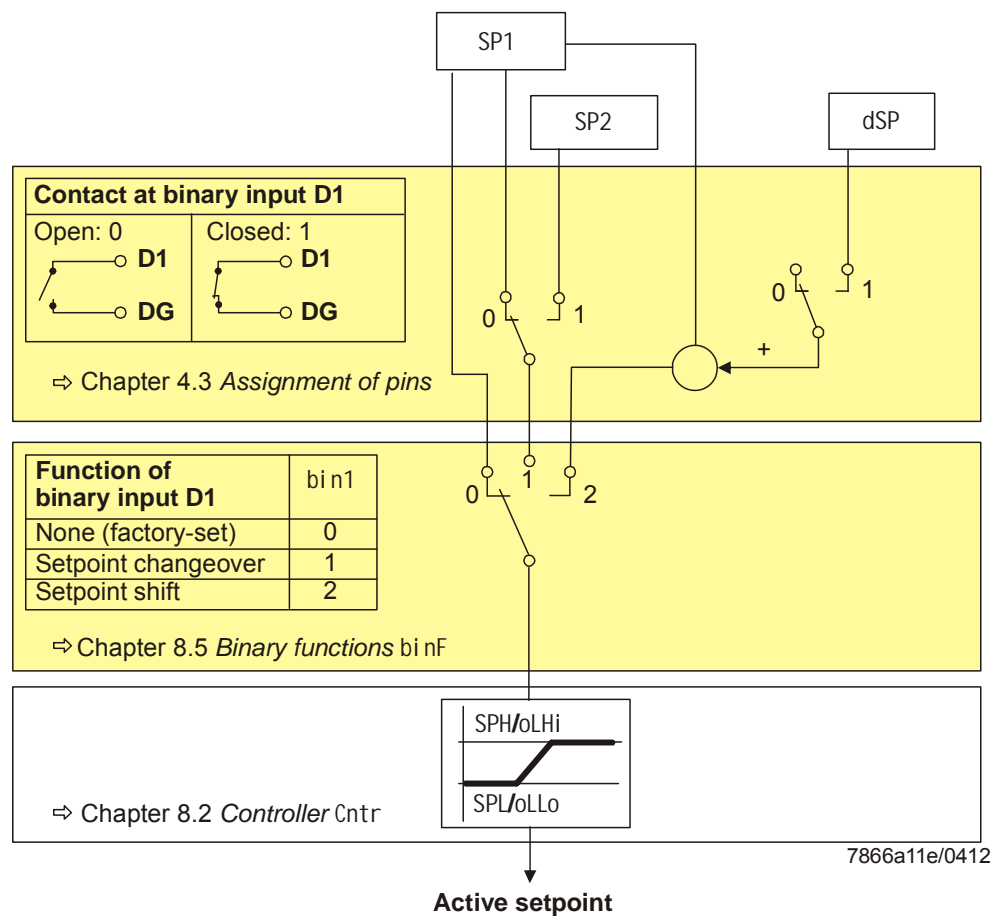 SP1
SP2
dSP
Contact at binary input D1
Open: 0
Closed: 1
D1
D1
DG
DG
0
1
0
1
+
⇨ Chapter 4.3 Assignment of pins
Function of
binary input D1
bin1
None (factory-set)
0
Setpoint changeover
1
Setpoint shift
2
0
1
2
⇨ Chapter 8.5 Binary functions binF
SPH/oLHi
SPL/oLLo
⇨ Chapter 8.2 Controller Cntr
7866a11e/0412
Active setpoint